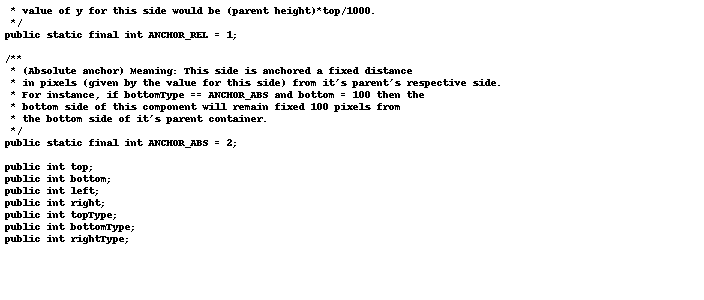 * value of y for this side would be (parent height)*top/1000.
*/
public static final int ANCHOR_REL = 1;
/**
* (Absolute anchor) Meaning: This side is anchored a fixed distance
* in pixels (given by the value for this side) from it's parent's respective side.
* For instance, if bottomType == ANCHOR_ABS and bottom = 100 then the
* bottom side of this component will remain fixed 100 pixels from
* the bottom side of it's parent container.
*/
public static final int ANCHOR_ABS = 2;
public int top;
public int bottom;
public int left;
public int right;
public int topType;
public int bottomType;
public int rightType;